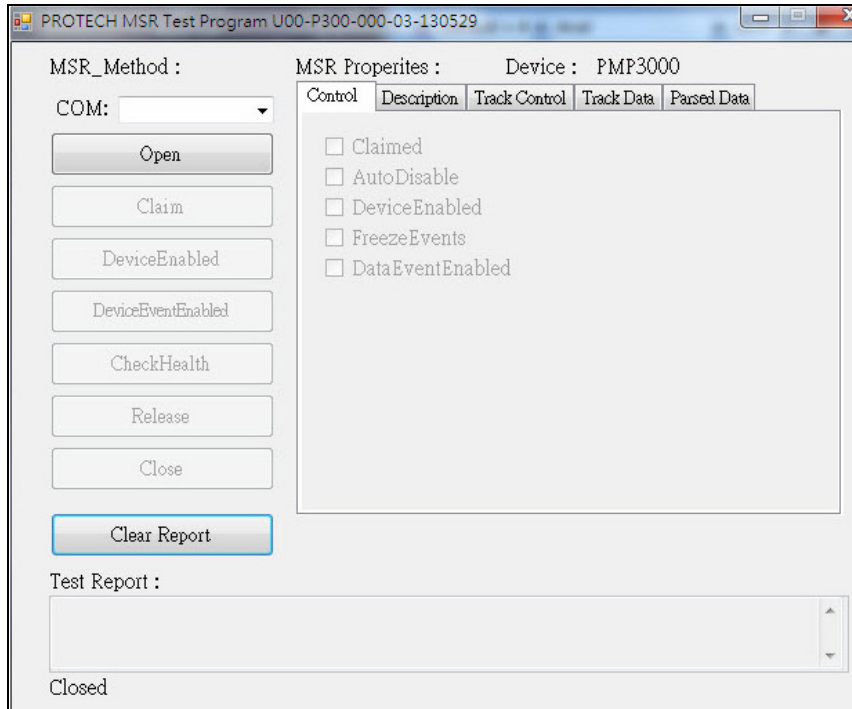 PROTECH MSR Test Program U00-P300-000-03-130529
MSR_Method :
MSR Properites :
Device : PMP3000
COM:
Open
Claim
DeviceEnabled
DeviceEventEnabled
CheckHealth
Release
Close
Clear Report
Control
Description
Track Control
Track Data
Parsed Data
Claimed
AutoDisable
DeviceEnabled
FreezeEvents
DataEventEnabled
Test Report :
Closed